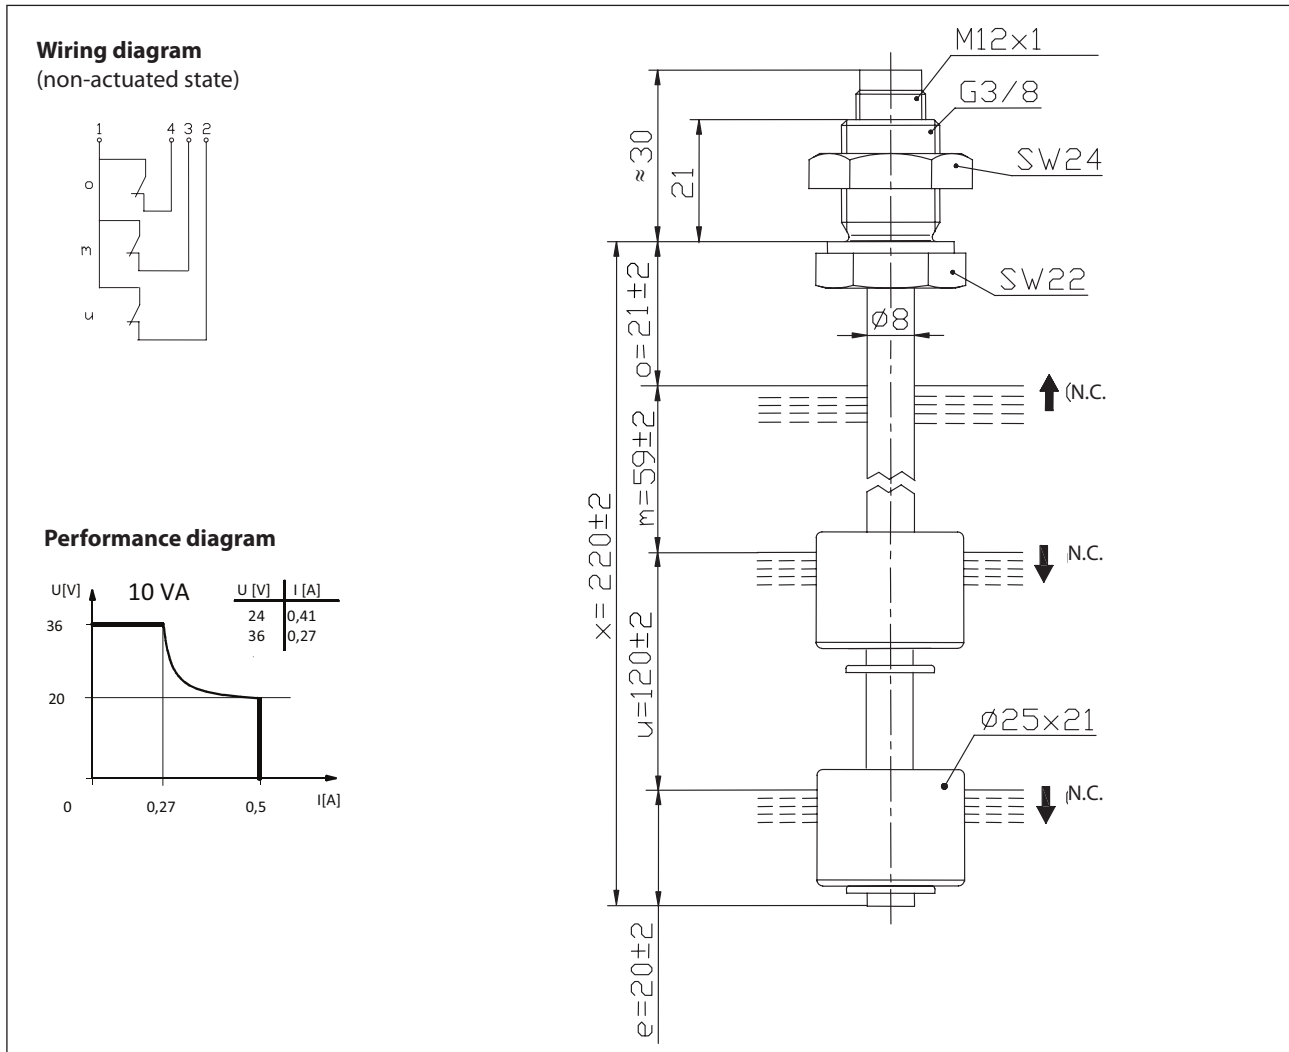 Wiring diagram
(non-actuated state)
1 4 3 2
o
m
u
Performance diagram
U[V]
10 VA
U [V] I [A]
24 0,41
36 0,27
36
20
0 0,27 0,5 I[A]
M12x1
G3/8
SW24
SW22
≈30
21
o=21±2
ø8
(N.C.
m=59±2
x=220±2
(N.C.
u=120±2
ø25x21
(N.C.
e=20±2